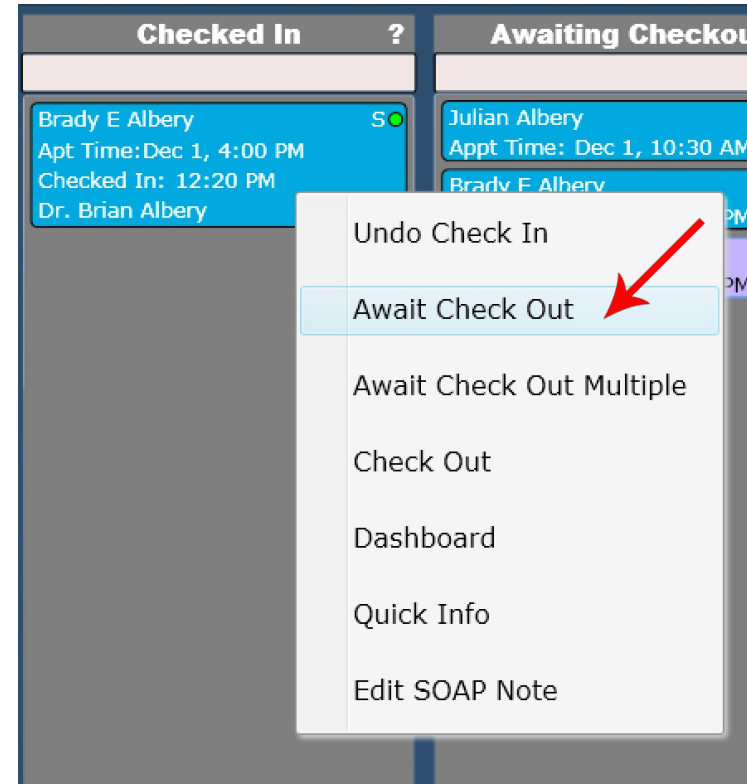 Checked In ?
Awaiting Checkou
Brady E Albery S
Apt Time:Dec 1, 4:00 PM
Checked In: 12:20 PM
Dr. Brian Albery
Julian Albery
Appt Time: Dec 1, 10:30 AM
Brady E Albery
PM
PM
Undo Check In
Await Check Out
Await Check Out Multiple
Check Out
Dashboard
Quick Info
Edit SOAP Note